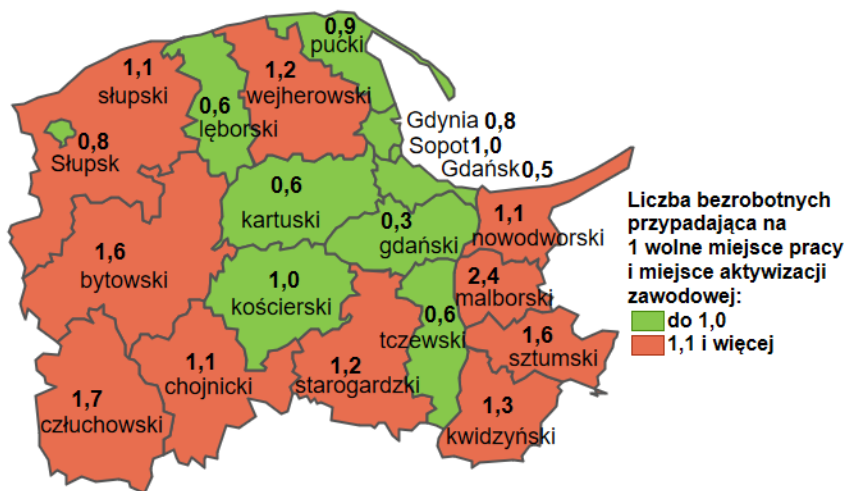 0,9
pucki
1,1
słupski
1,2
wejherowski
0,6
lęborski
Gdynia 0,8
Sopot 1,0
Gdańsk 0,5
0,8
Słupsk
0,6
kartuski
0,3
gdański
1,1
nowodworski
1,6
bytowski
1,0
kościerski
2,4
malborski
0,6
tczewski
1,6
sztumski
1,1
chojnicki
1,2
starogardzki
1,7
człuchowski
1,3
kwidzyński
Liczba bezrobotnych
przypadająca na
1 wolne miejsce pracy
i miejsce aktywizacji
zawodowej:
do 1,0
1,1 i więcej